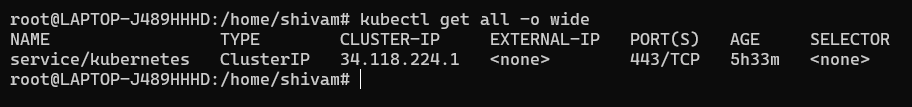 root@LAPTOP-J489HHHD:/home/shivam# kubectl get all -o wide
NAME                 TYPE        CLUSTER-IP     EXTERNAL-IP   PORT(S)   AGE     SELECTOR
service/kubernetes   ClusterIP   34.118.224.1   <none>        443/TCP   5h33m   <none>
root@LAPTOP-J489HHHD:/home/shivam#